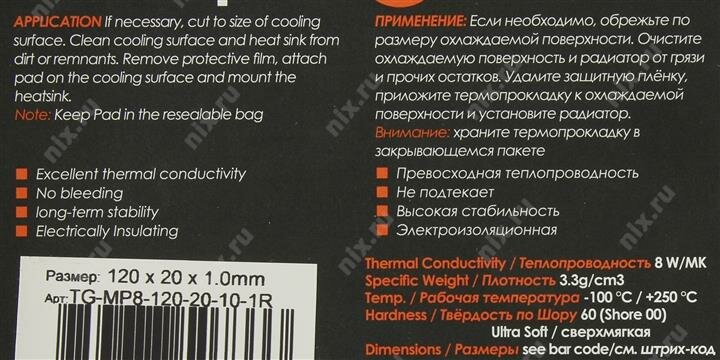 APPLICATION If necessary, cut to size of cooling
surface. Clean cooling surface and heat sink from
dirt or remnants. Remove protective film, attach
pad on the cooling surface and mount the
heatsink.
Note: Keep Pad in the resealable bag
Excellent thermal conductivity
No bleeding
long-term stability
Electrically Insulating
Размер: 120 x 20 x 1.0mm
Арт: TG-MP8-120-20-10-1R
ПРИМЕНЕНИЕ: Если необходимо, обрежьте по
размеру охлаждаемой поверхности. Очистите
охлаждаемую поверхность и радиатор от грязи
и прочих остатков. Удалите защитную плёнку,
приложите термопрокладку к охлаждаемой
поверхности и установите радиатор.
Внимание: храните термопрокладку в
закрывающемся пакете
Превосходная теплопроводность
Не подтекает
Высокая стабильность
Электроизоляционная
Thermal Conductivity / Теплопроводность 8 W/MK
Specific Weight / Плотность 3.3g/cm3
Temp. / Рабочая температура -100 °C / +250 °C
Hardness / Твёрдость по Шору 60 (Shore 00)
Ultra Soft / сверхмягкая
Dimensions / Размеры see bar code/см. штрих-код
nix.ru